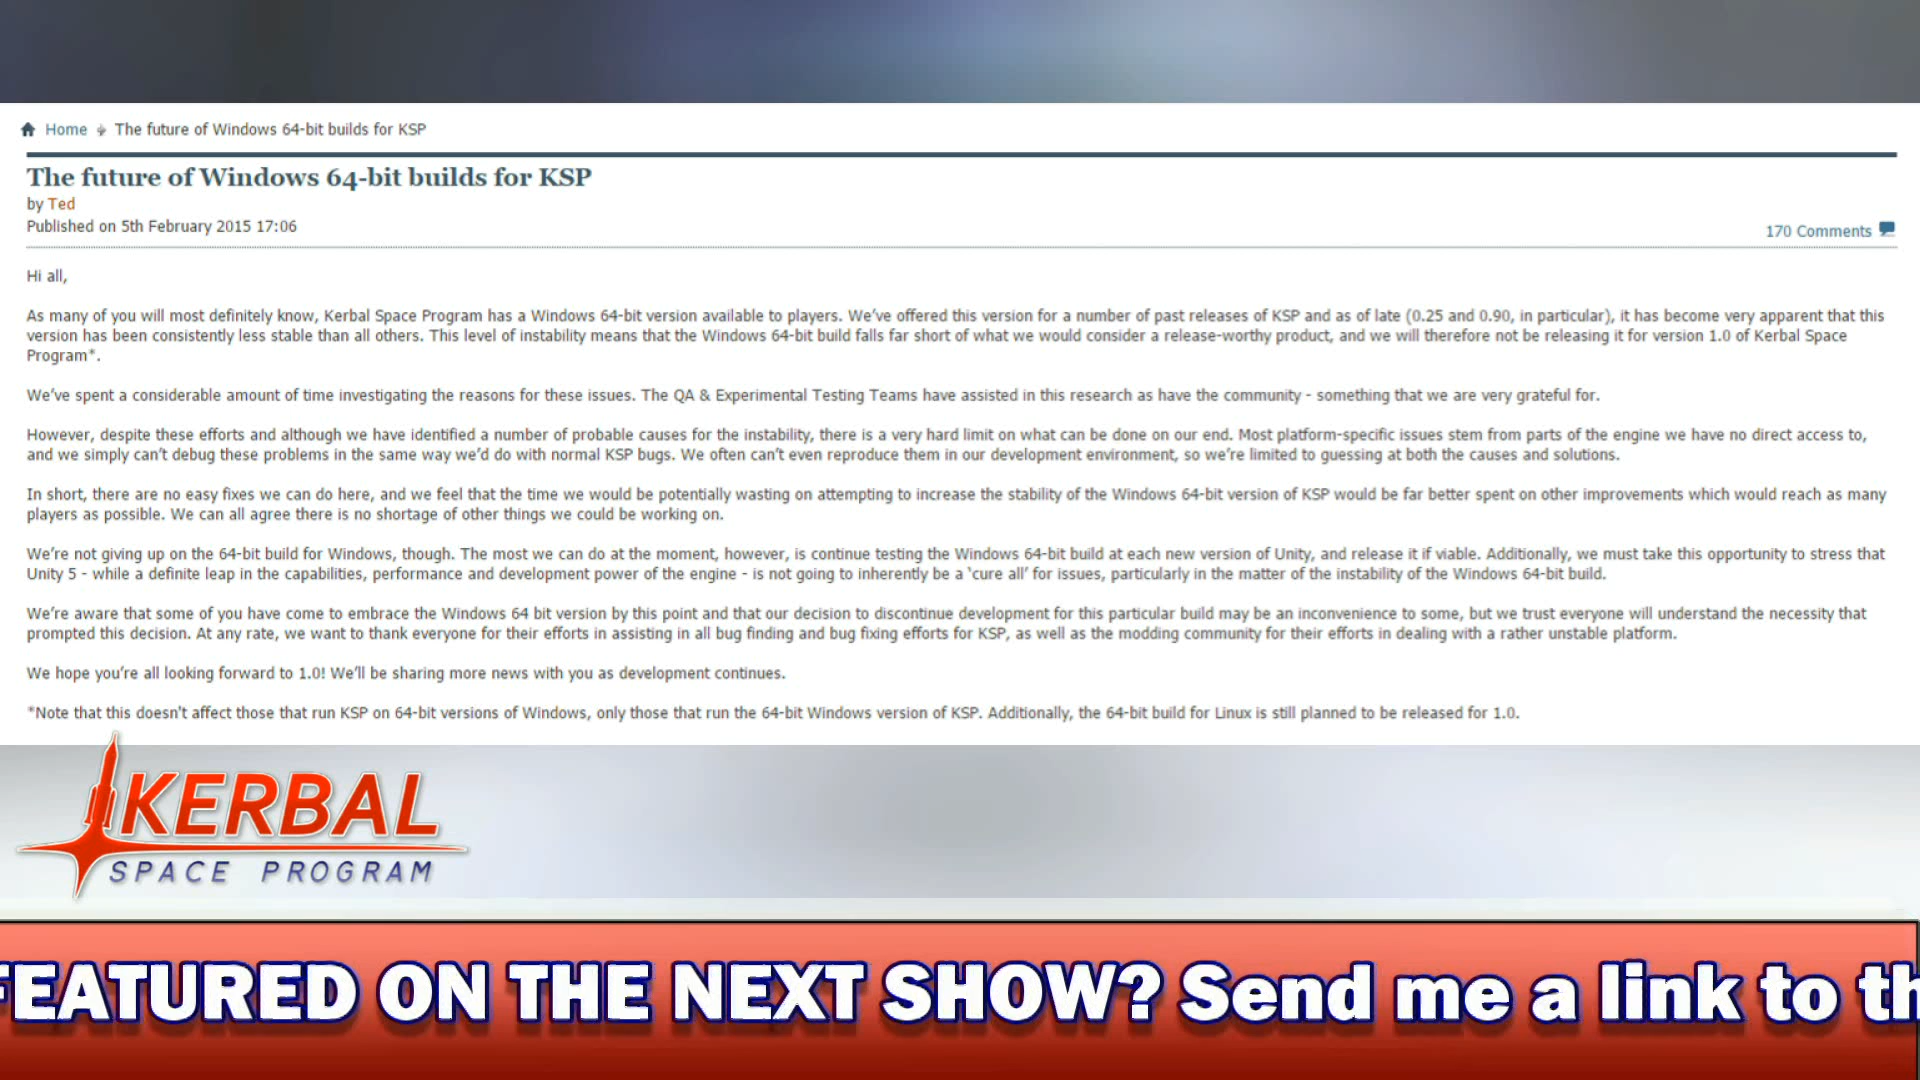 Home The future of Windows 64-bit builds for KSP
The future of Windows 64-bit builds for KSP
by Ted
Published on 5th February 2015 17:06
170 Comments
Hi all,
As many of you will most definitely know, Kerbal Space Program has a Windows 64-bit version available to players. We've offered this version for a number of past releases of KSP and as of late (0.25 and 0.90, in particular), it has become very apparent that this
version has been consistently less stable than all others. This level of instability means that the Windows 64-bit build falls far short of what we would consider a release-worthy product, and we will therefore not be releasing it for version 1.0 of Kerbal Space
Program*.
We've spent a considerable amount of time investigating the reasons for these issues. The QA & Experimental Testing Teams have assisted in this research as have the community - something that we are very grateful for.
However, despite these efforts and although we have identified a number of probable causes for the instability, there is a very hard limit on what can be done on our end. Most platform-specific issues stem from parts of the engine we have no direct access to,
and we simply can't debug these problems in the same way we'd do with normal KSP bugs. We often can't even reproduce them in our development environment, so we're limited to guessing at both the causes and solutions.
In short, there are no easy fixes we can do here, and we feel that the time we would be potentially wasting on attempting to increase the stability of the Windows 64-bit version of KSP would be far better spent on other improvements which would reach as many
players as possible. We can all agree there is no shortage of other things we could be working on.
We're not giving up on the 64-bit build for Windows, though. The most we can do at the moment, however, is continue testing the Windows 64-bit build at each new version of Unity, and release it if viable. Additionally, we must take this opportunity to stress that
Unity 5 - while a definite leap in the capabilities, performance and development power of the engine - is not going to inherently be a 'cure all' for issues, particularly in the matter of the instability of the Windows 64-bit build.
We're aware that some of you have come to embrace the Windows 64 bit version by this point and that our decision to discontinue development for this particular build may be an inconvenience to some, but we trust everyone will understand the necessity that
prompted this decision. At any rate, we want to thank everyone for their efforts in assisting in all bug finding and bug fixing efforts for KSP, as well as the modding community for their efforts in dealing with a rather unstable platform.
We hope you're all looking forward to 1.0! We'll be sharing more news with you as development continues.
*Note that this doesn't affect those that run KSP on 64-bit versions of Windows, only those that run the 64-bit Windows version of KSP. Additionally, the 64-bit build for Linux is still planned to be released for 1.0.
KERBAL
SPACE PROGRAM
FEATURED ON THE NEXT SHOW? Send me a link to th